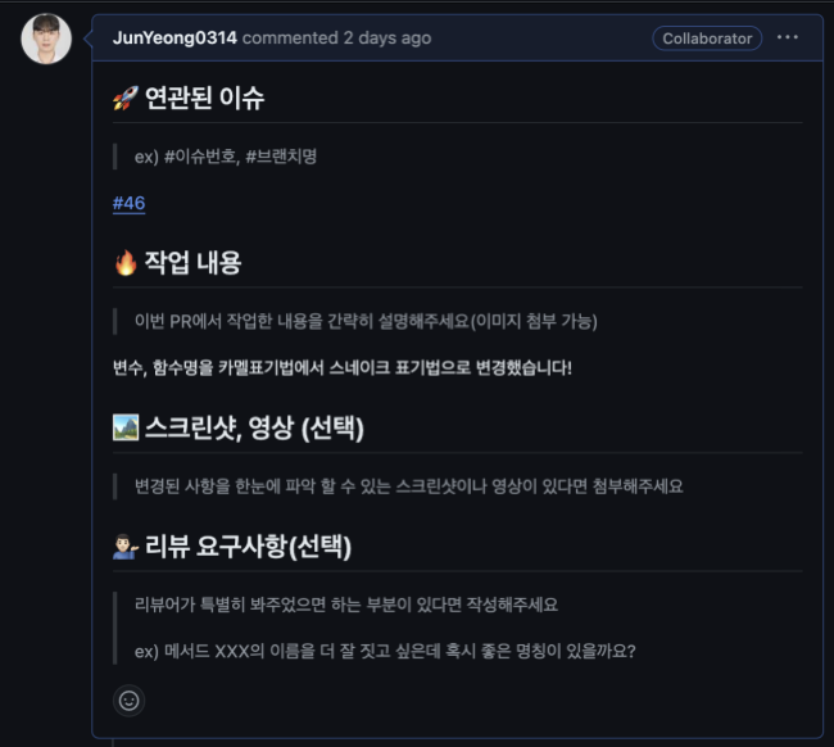 JunYeong0314 commented 2 days ago Collaborator ...
🚀 연관된 이슈
ex) #이슈번호, #브랜치명
#46
🔥 작업 내용
이번 PR에서 작업한 내용을 간략히 설명해주세요(이미지 첨부 가능)
변수, 함수명을 카멜표기법에서 스네이크 표기법으로 변경했습니다!
🏞️ 스크린샷, 영상 (선택)
변경된 사항을 한눈에 파악 할 수 있는 스크린샷이나 영상이 있다면 첨부해주세요
💁🏻‍♂️ 리뷰 요구사항(선택)
리뷰어가 특별히 봐주었으면 하는 부분이 있다면 작성해주세요
ex) 메서드 XXX의 이름을 더 잘 짓고 싶은데 혹시 좋은 명칭이 있을까요?